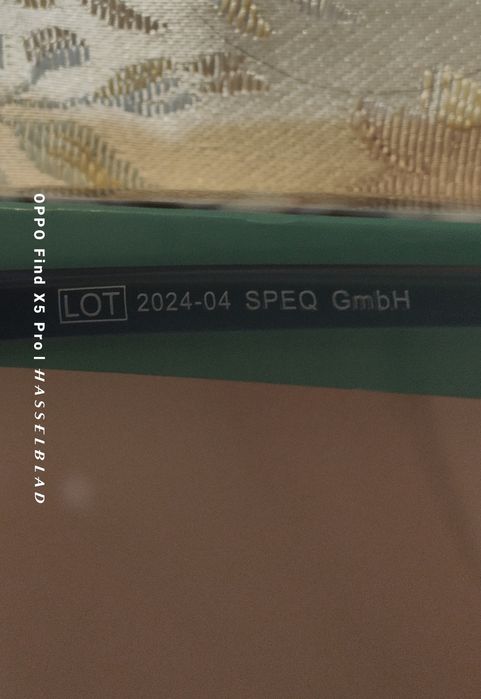 LOT 2024-04 SPEQ GmbH
OPPO Find X5 Pro | HASSELBLAD